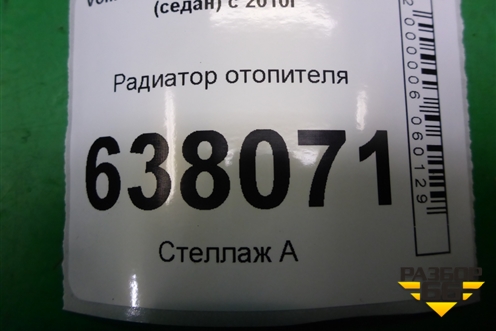 (седан) с 2010г
Радиатор отопителя
638071
Стеллаж А
2000006060129
РАЗБОР